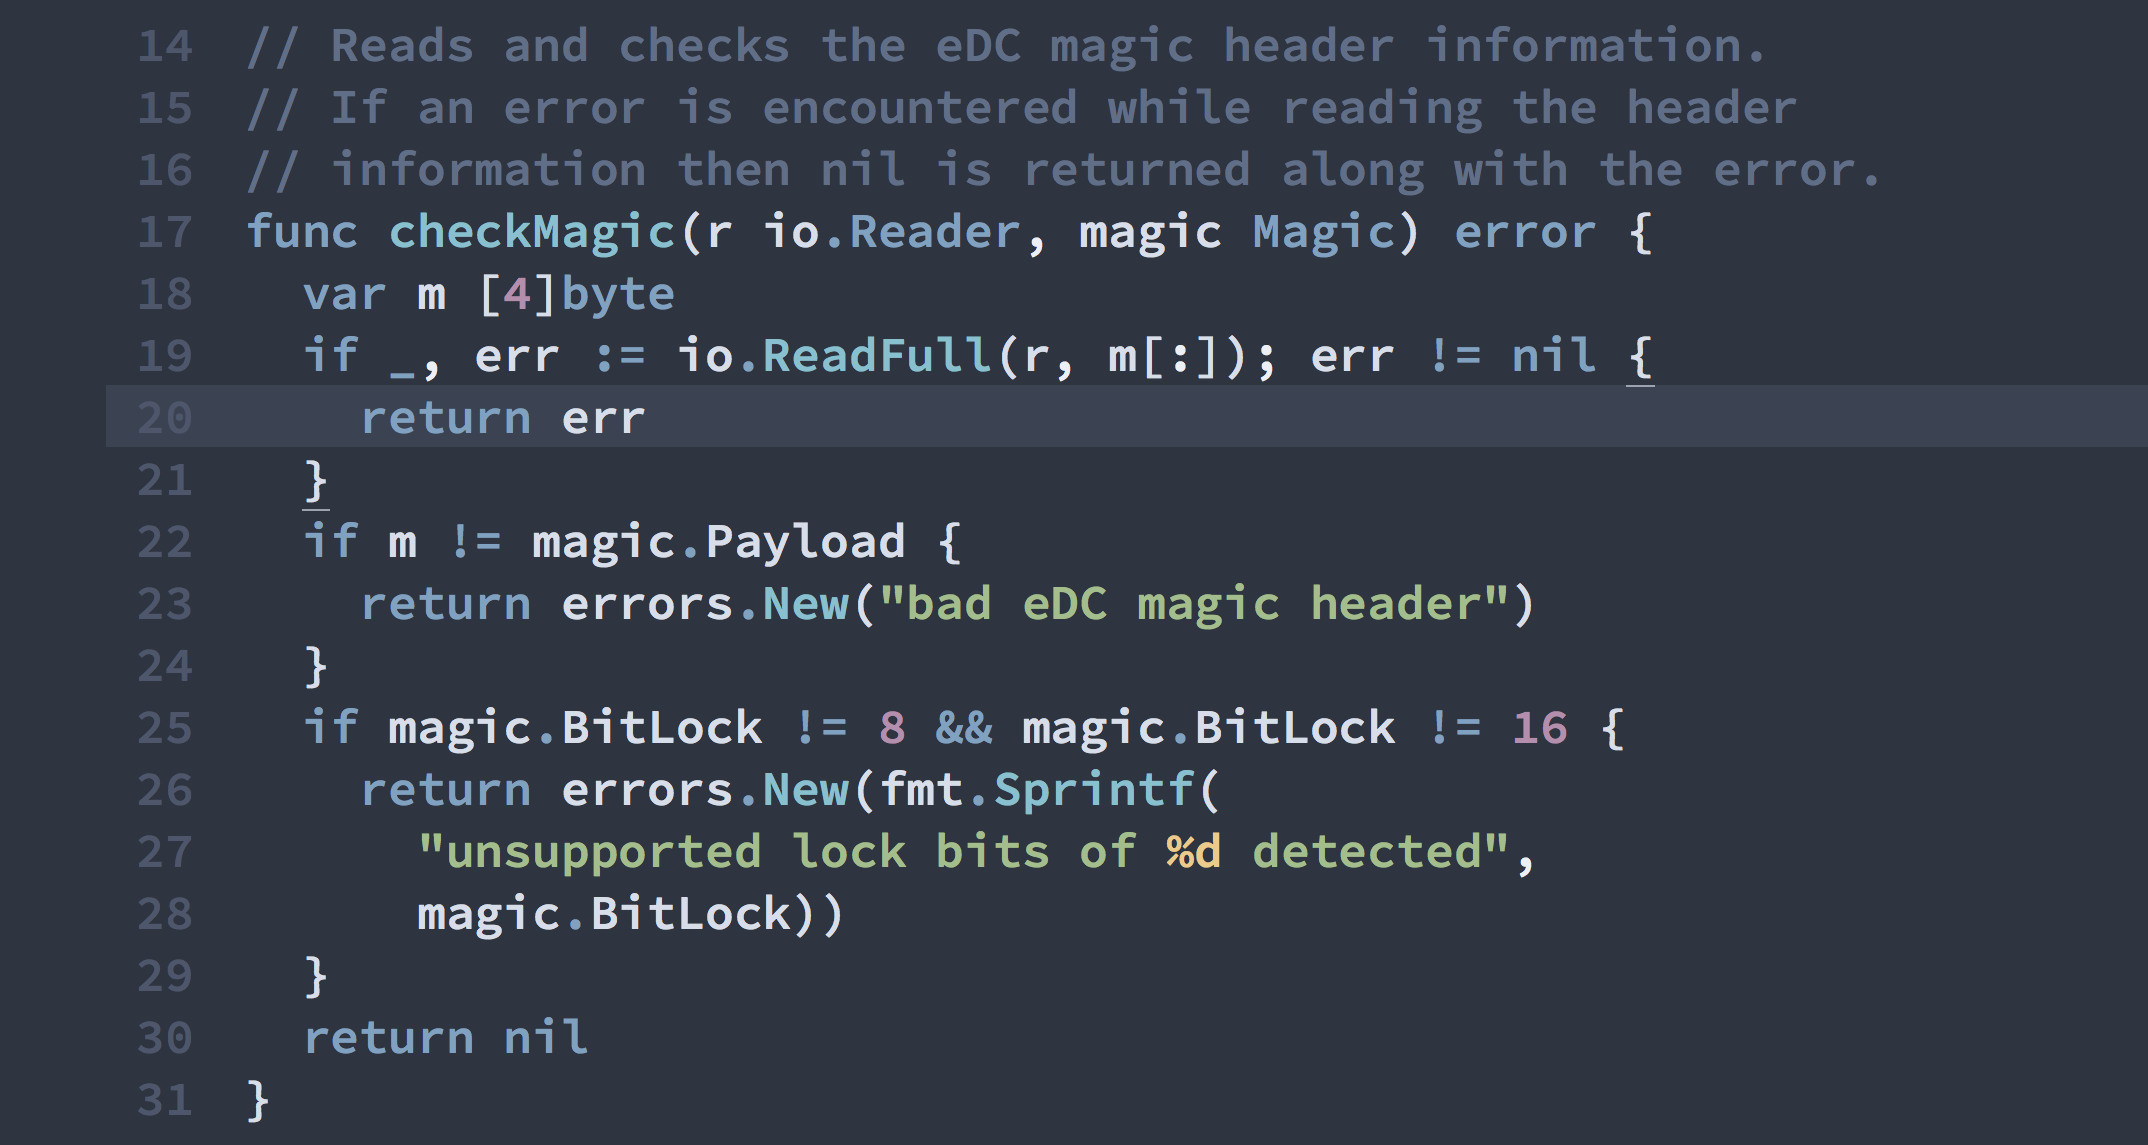 14 // Reads and checks the eDC magic header information.
15 // If an error is encountered while reading the header
16 // information then nil is returned along with the error.
17 func checkMagic(r io.Reader, magic Magic) error {
18   var m [4]byte
19   if _, err := io.ReadFull(r, m[:]); err != nil {
20     return err
21   }
22   if m != magic.Payload {
23     return errors.New("bad eDC magic header")
24   }
25   if magic.BitLock != 8 && magic.BitLock != 16 {
26     return errors.New(fmt.Sprintf(
27       "unsupported lock bits of %d detected",
28       magic.BitLock))
29   }
30   return nil
31 }